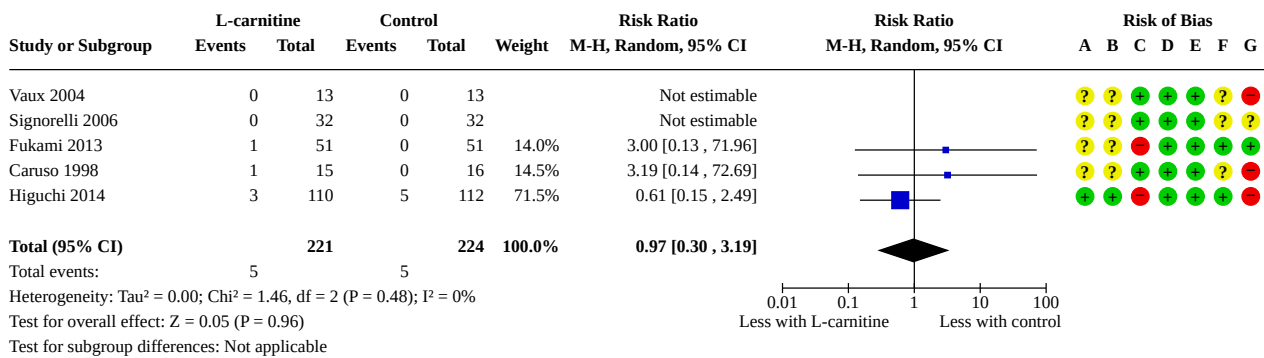 L-carnitine Control Risk Ratio Risk Ratio Risk of Bias
Study or Subgroup Events Total Events Total Weight M-H, Random, 95% CI M-H, Random, 95% CI A B C D E F G
Vaux 2004 0 13 0 13 Not estimable ? ? + + + ? −
Signorelli 2006 0 32 0 32 Not estimable ? ? + + + ? ?
Fukami 2013 1 51 0 51 14.0% 3.00 [0.13 , 71.96] ? ? − + + + +
Caruso 1998 1 15 0 16 14.5% 3.19 [0.14 , 72.69] ? ? + + + ? −
Higuchi 2014 3 110 5 112 71.5% 0.61 [0.15 , 2.49] + + − + + + −
Total (95% CI) 221 224 100.0% 0.97 [0.30 , 3.19]
Total events: 5 5
Heterogeneity: Tau² = 0.00; Chi² = 1.46, df = 2 (P = 0.48); I² = 0%
0.01 0.1 1 10 100
Test for overall effect: Z = 0.05 (P = 0.96) Less with L-carnitine Less with control
Test for subgroup differences: Not applicable